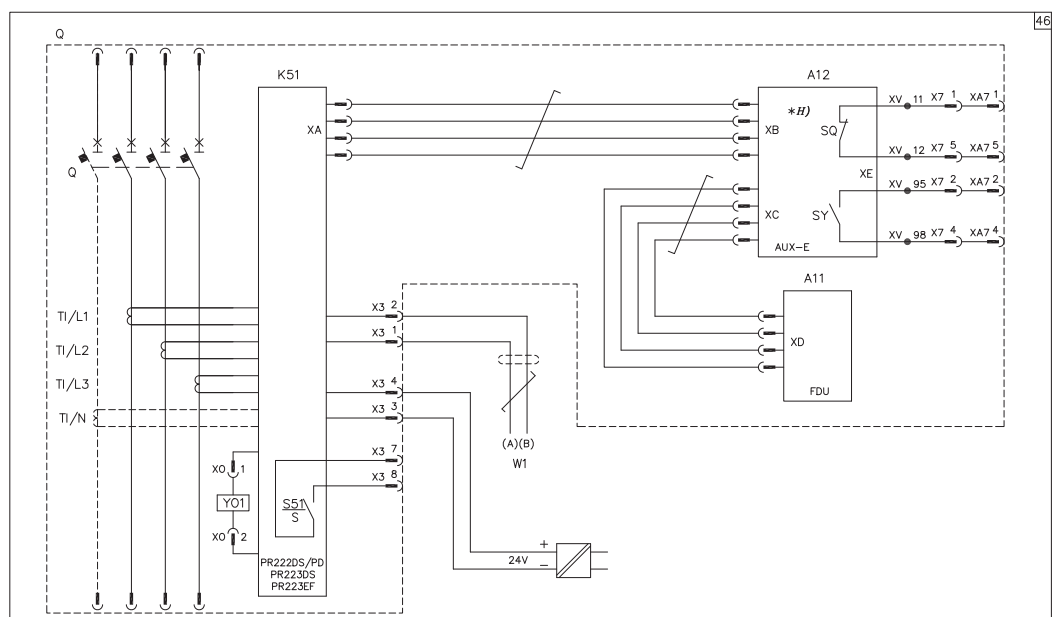 46
Q
K51
A12
XA
*H)
XB
SQ
XE
XC
SY
AUX-E
XV 11 X7 1 XA7 1
XV 12 X7 5 XA7 5
XV 95 X7 2 XA7 2
XV 98 X7 4 XA7 4
Q
A11
XD
FDU
TI/L1
TI/L2
TI/L3
TI/N
X3 2
X3 1
X3 4
X3 3
X3 7
X3 8
(A)(B)
W1
XO 1
YO1
XO 2
S51
S
PR222DS/PD
PR223DS
PR223EF
+
24V
−